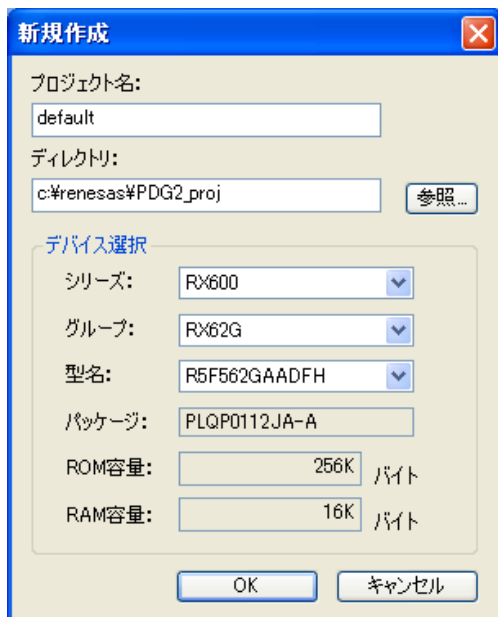 新規作成
プロジェクト名:
default
ディレクトリ:
c:¥renesas¥PDG2_proj
参照...
デバイス選択
シリーズ: RX600
グループ: RX62G
型名: R5F562GAADFH
パッケージ: PLQP0112JA-A
ROM容量: 256K バイト
RAM容量: 16K バイト
OK キャンセル